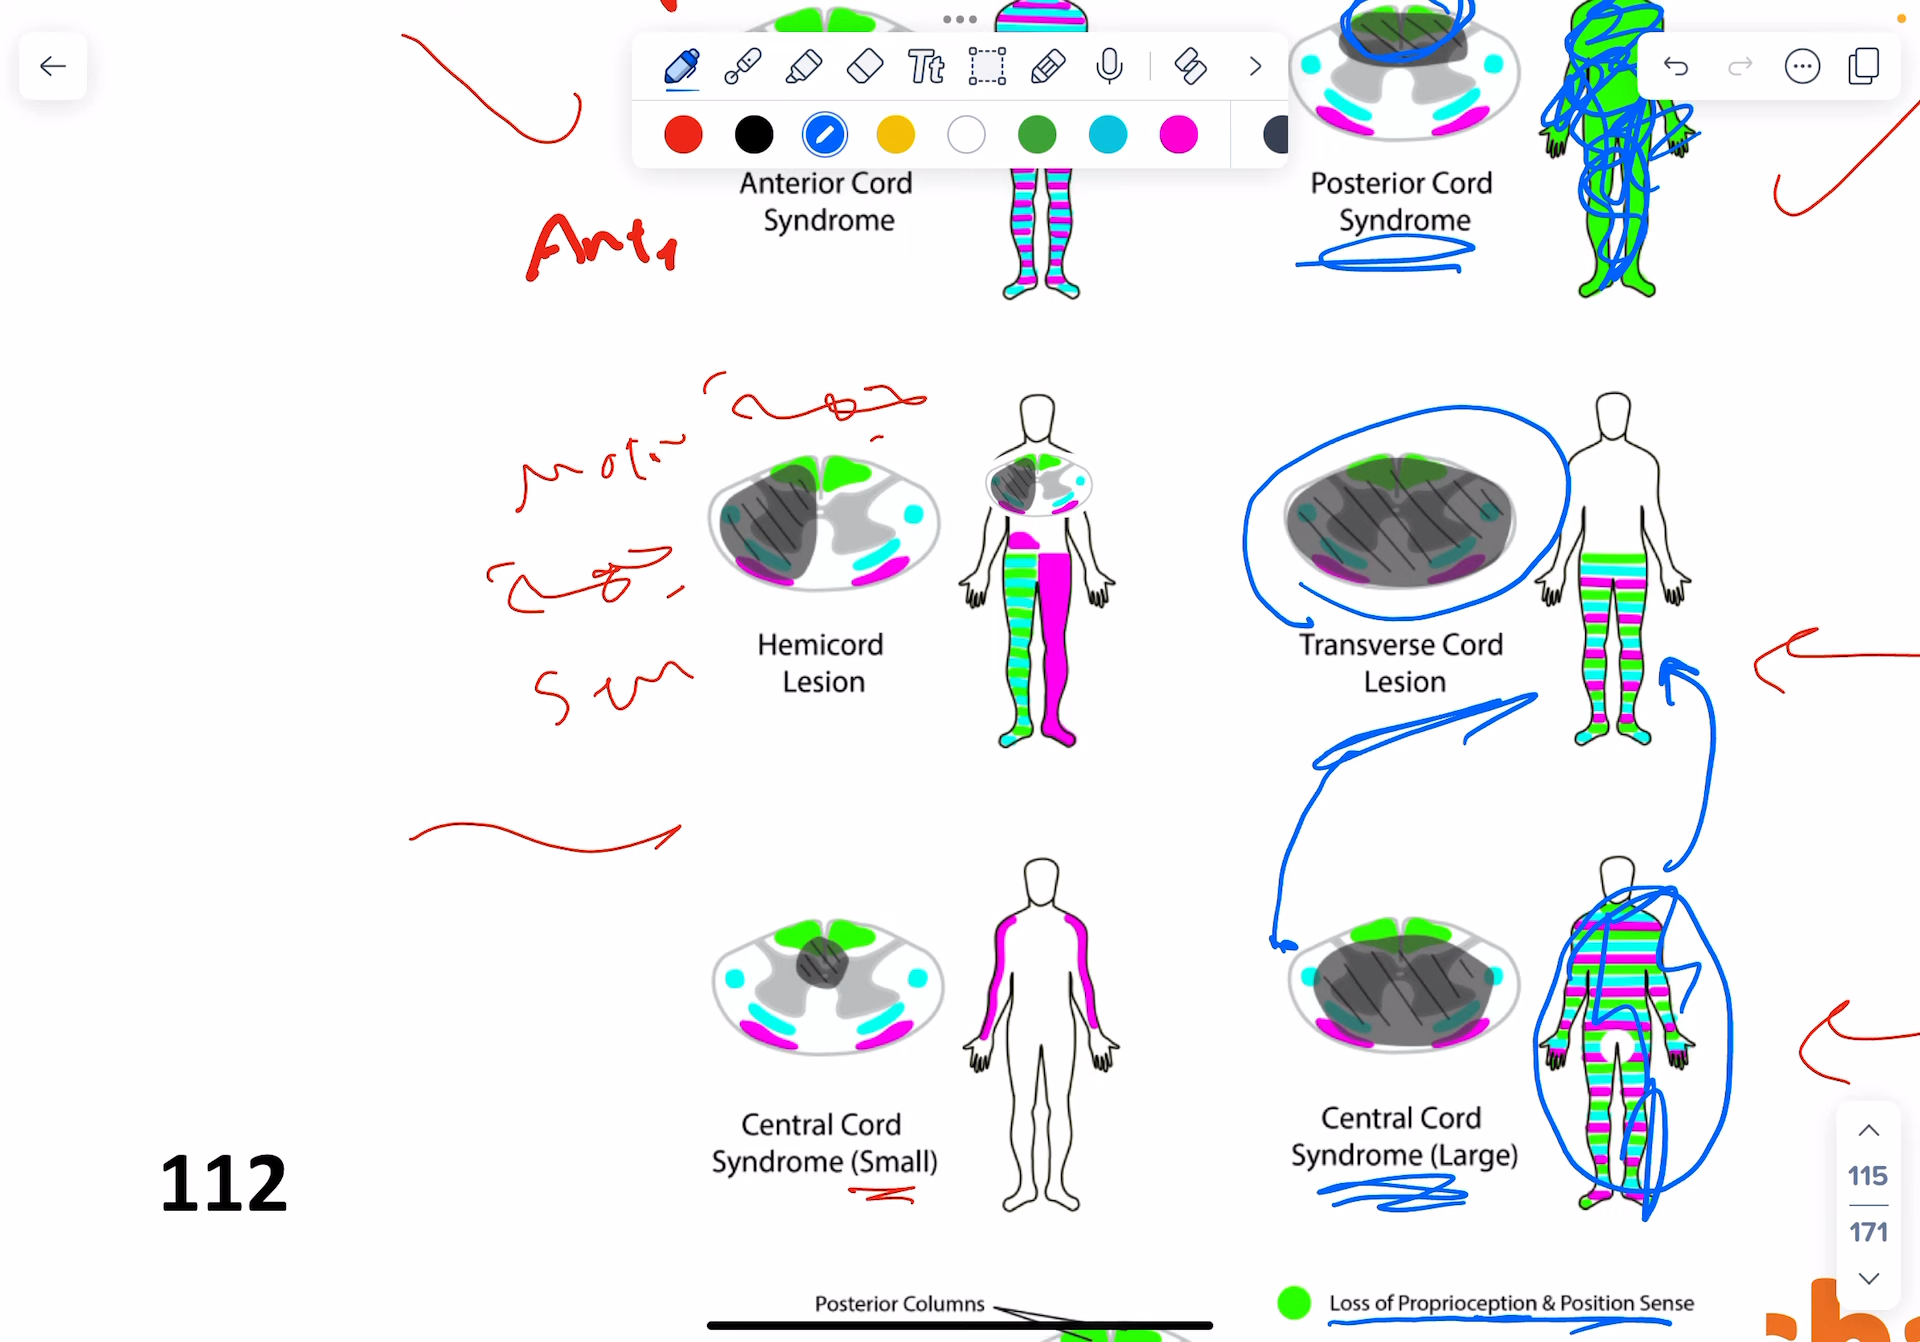 Tt
Anterior Cord
Syndrome
Posterior Cord
Syndrome
Hemicord
Lesion
Transverse Cord
Lesion
Central Cord
Syndrome (Small)
Central Cord
Syndrome (Large)
112
115
171
Posterior Columns
Loss of Proprioception & Position Sense